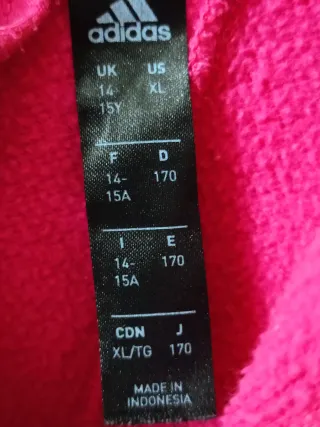 adidas
UK US
14- XL
15Y
F D
14- 170
15A
I E
14- 170
15A
CDN J
XL/TG 170
MADE IN
INDONESIA